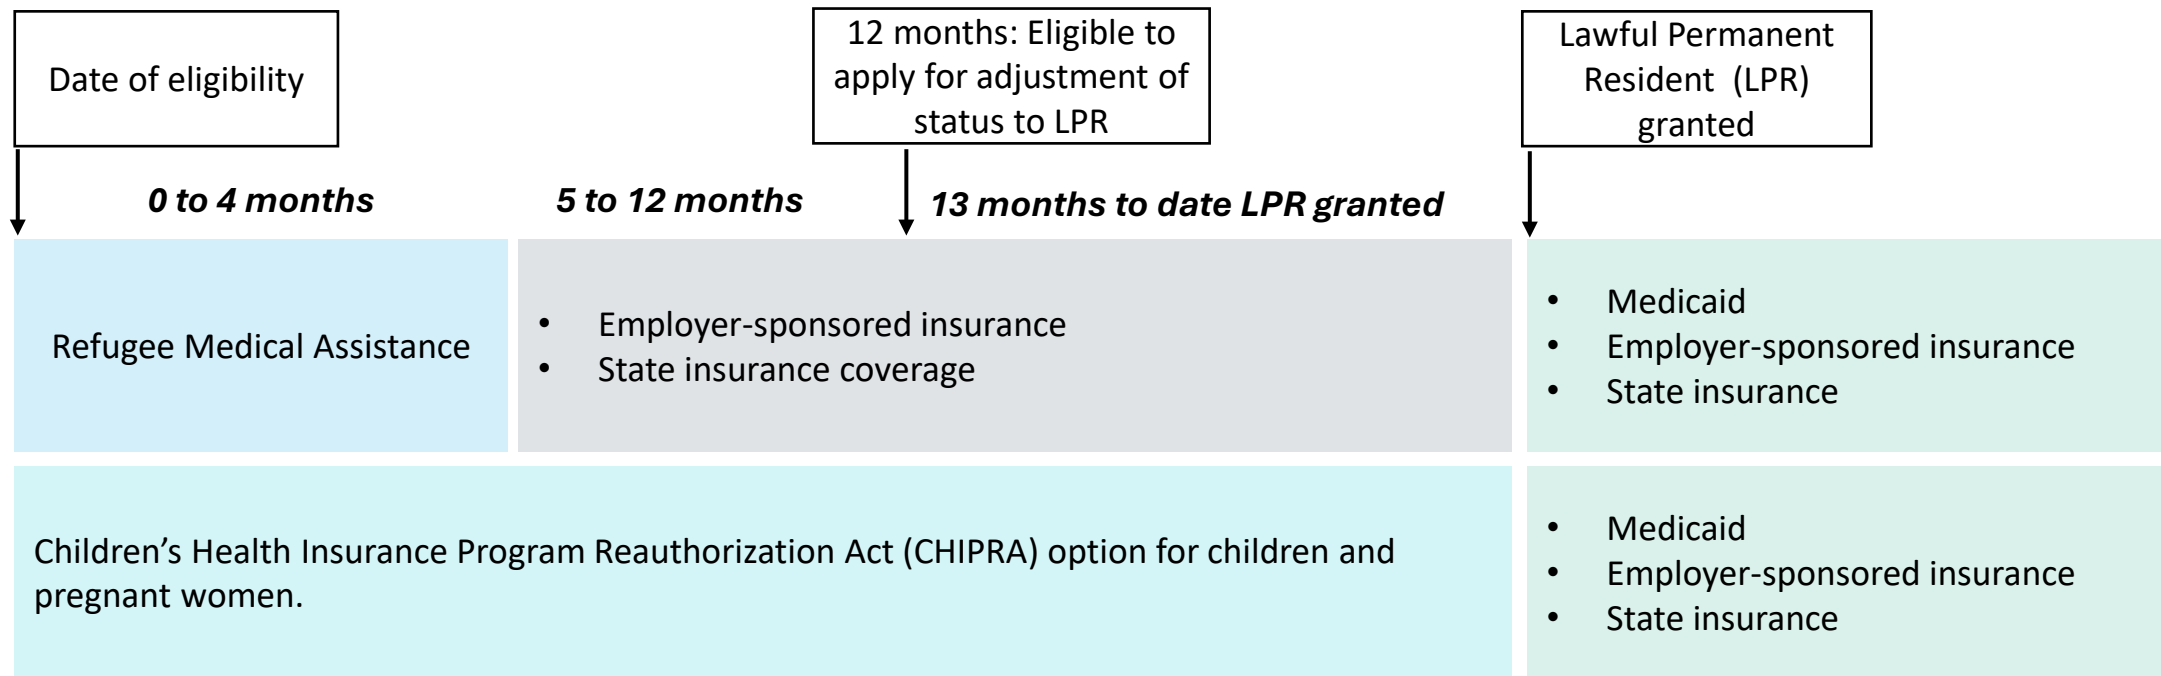 Date of eligibility
12 months: Eligible to
apply for adjustment of
status to LPR
Lawful Permanent
Resident (LPR)
granted
0 to 4 months
5 to 12 months
13 months to date LPR granted
Refugee Medical Assistance
• Employer-sponsored insurance
• State insurance coverage
• Medicaid
• Employer-sponsored insurance
• State insurance
Children’s Health Insurance Program Reauthorization Act (CHIPRA) option for children and
pregnant women.
• Medicaid
• Employer-sponsored insurance
• State insurance